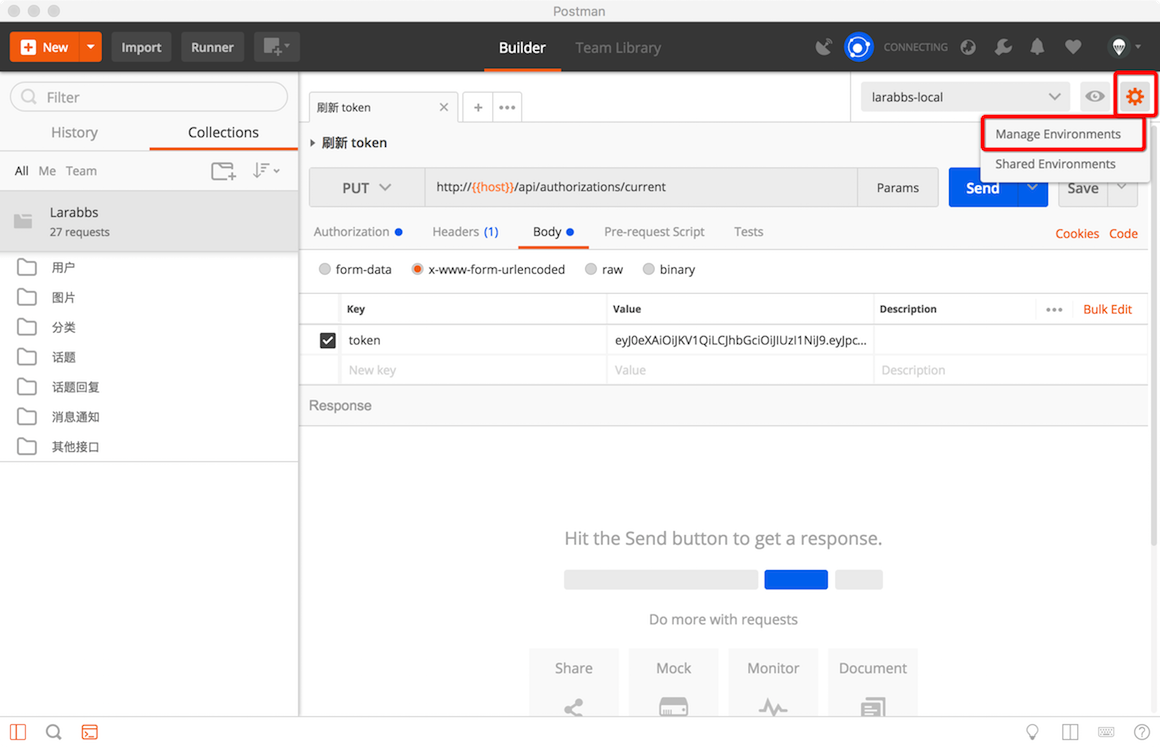 Postman
New
Import
Runner
Builder
Team Library
CONNECTING
Filter
History
Collections
All Me Team
Larabbs
27 requests
用户
图片
分类
话题
话题回复
消息通知
其他接口
刷新 token
larabbs-local
Manage Environments
Shared Environments
刷新 token
PUT
http://{{host}}/api/authorizations/current
Params
Send
Save
Authorization
Headers (1)
Body
Pre-request Script
Tests
Cookies Code
form-data
x-www-form-urlencoded
raw
binary
Key
Value
Description
Bulk Edit
token
eyJ0eXAiOiJKV1QiLCJhbGciOiJIUzI1NiJ9.eyJpc...
New key
Value
Description
Response
Hit the Send button to get a response.
Do more with requests
Share
Mock
Monitor
Document